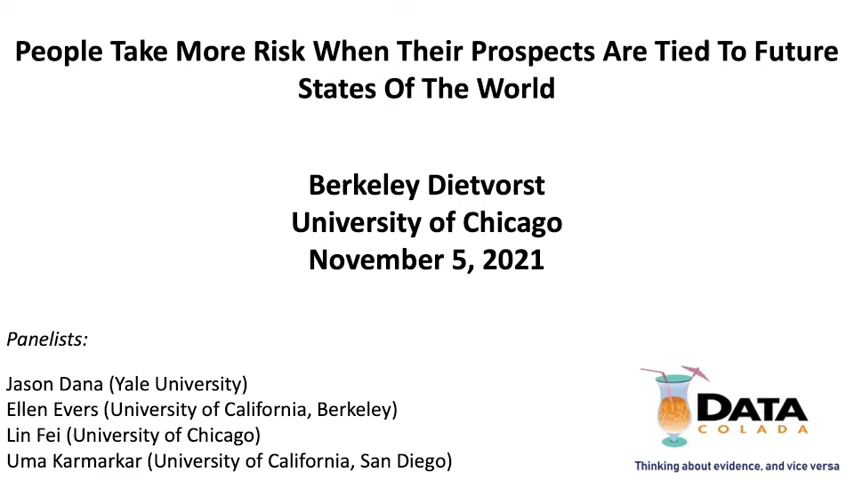 People Take More Risk When Their Prospects Are Tied To Future
States Of The World
Berkeley Dietvorst
University of Chicago
November 5, 2021
Panelists:
Jason Dana (Yale University)
Ellen Evers (University of California, Berkeley)
Lin Fei (University of Chicago)
Uma Karmarkar (University of California, San Diego)
DATA
COLADA
Thinking about evidence, and vice versa